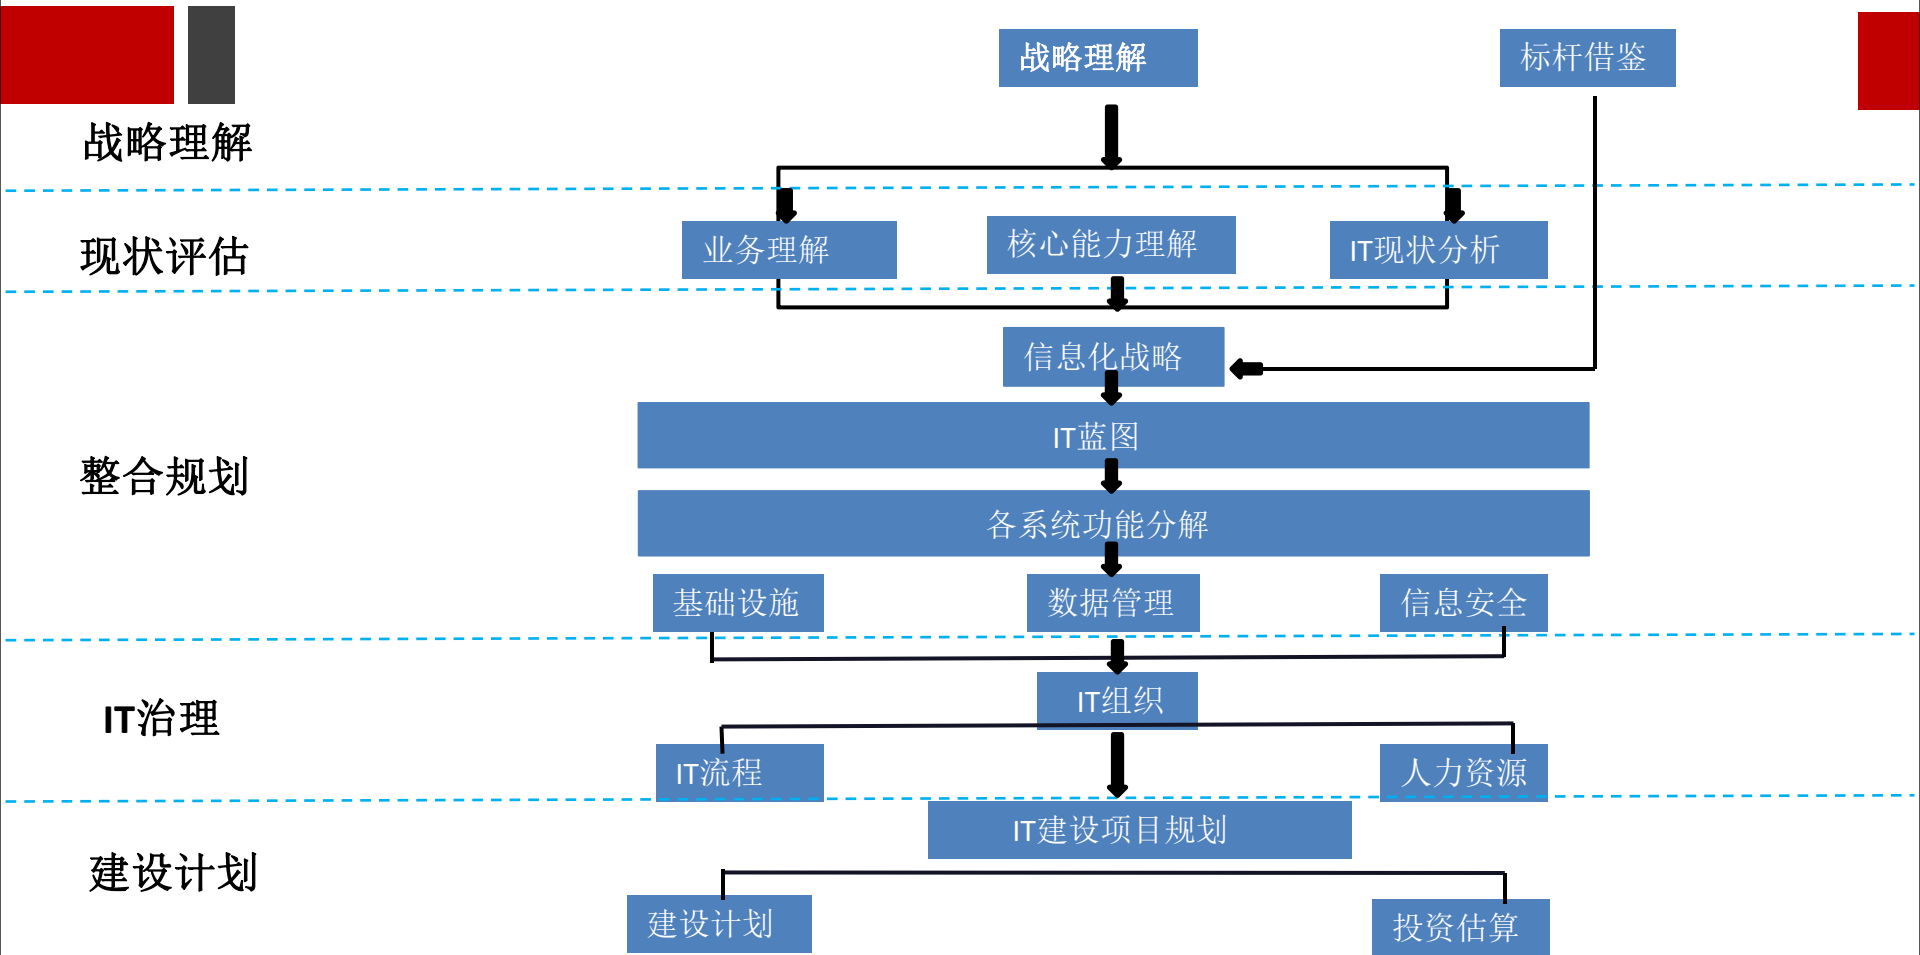 战略理解
标杆借鉴
战略理解
现状评估
业务理解
核心能力理解
IT现状分析
信息化战略
整合规划
IT蓝图
各系统功能分解
基础设施
数据管理
信息安全
IT治理
IT组织
IT流程
人力资源
建设计划
IT建设项目规划
建设计划
投资估算